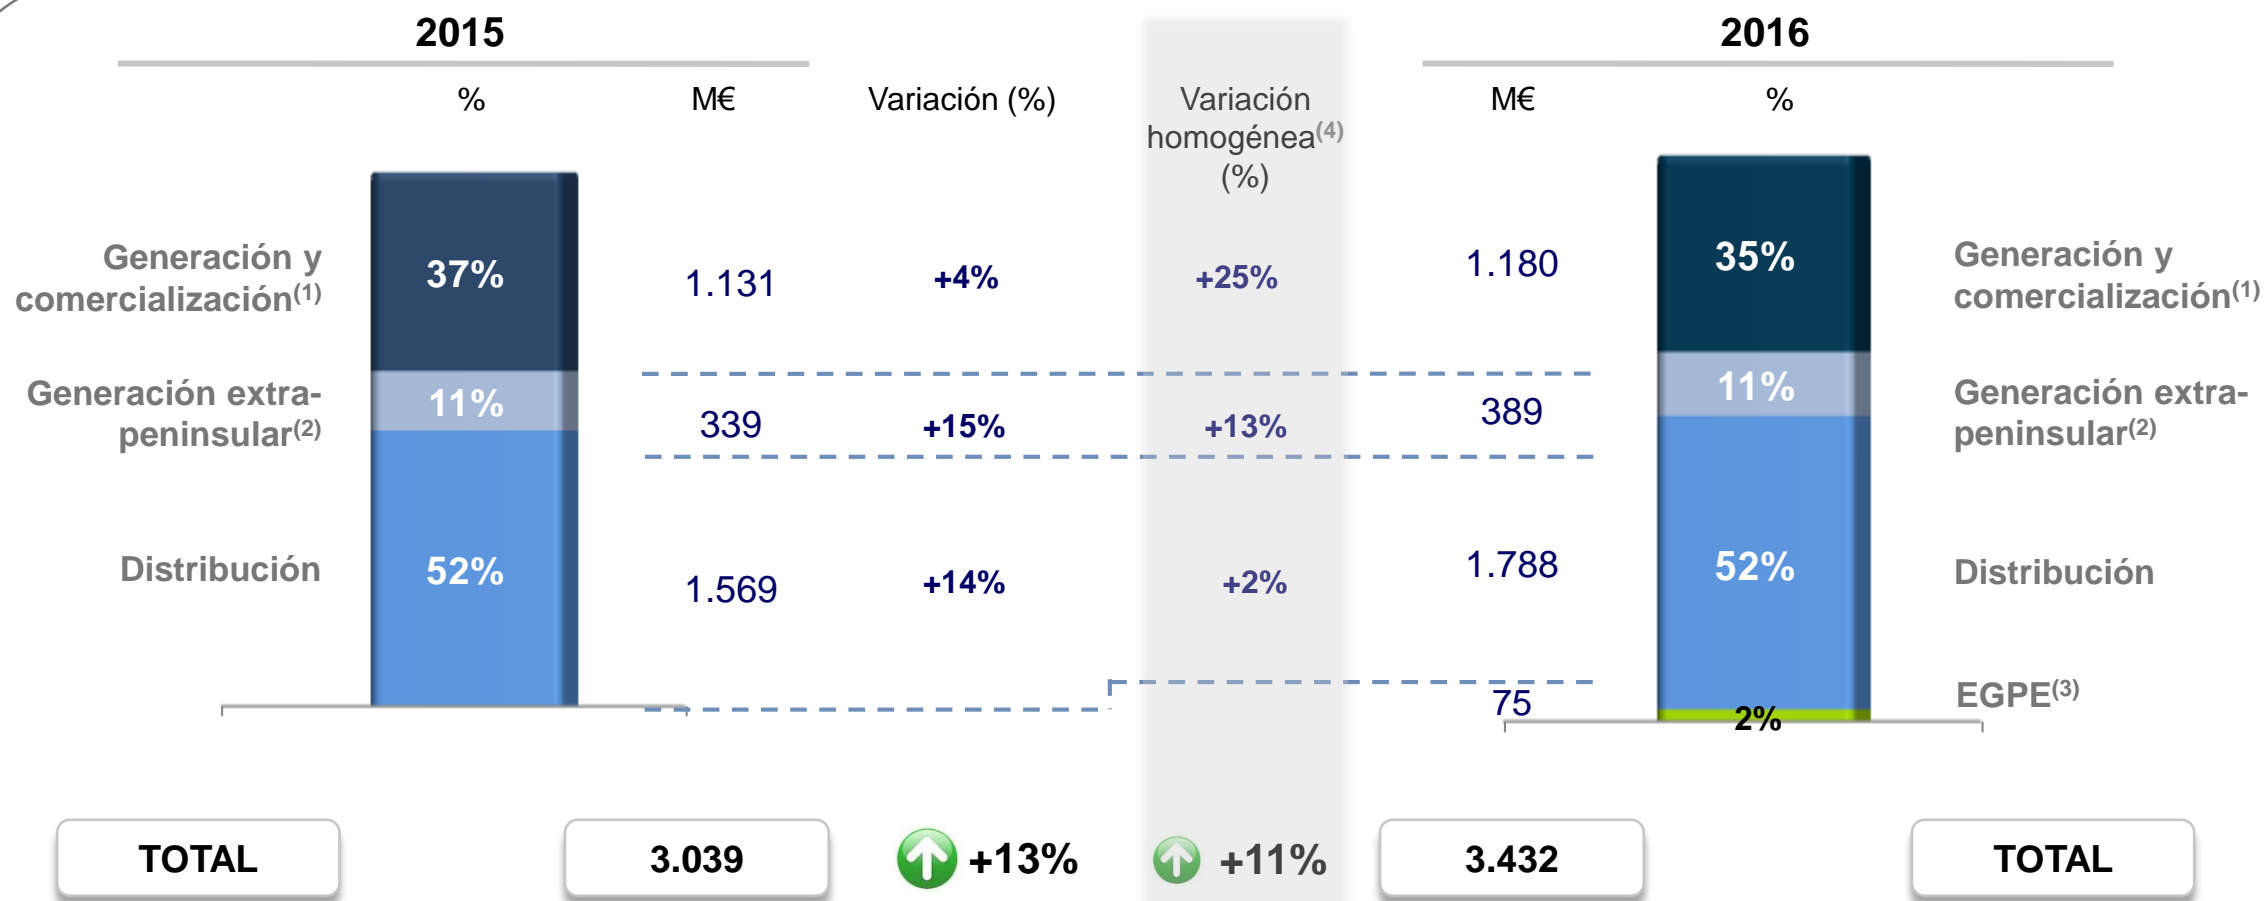 2015
2016
%
M€
Variación (%)
Variación
homogénea(4)
(%)
M€
%
Generación y
comercialización(1)
37%
1.131
+4%
+25%
1.180
35%
Generación y
comercialización(1)
Generación extra-
peninsular(2)
11%
339
+15%
+13%
389
11%
Generación extra-
peninsular(2)
Distribución
52%
1.569
+14%
+2%
1.788
52%
Distribución
75
2%
EGPE(3)
TOTAL
3.039
+13%
+11%
3.432
TOTAL